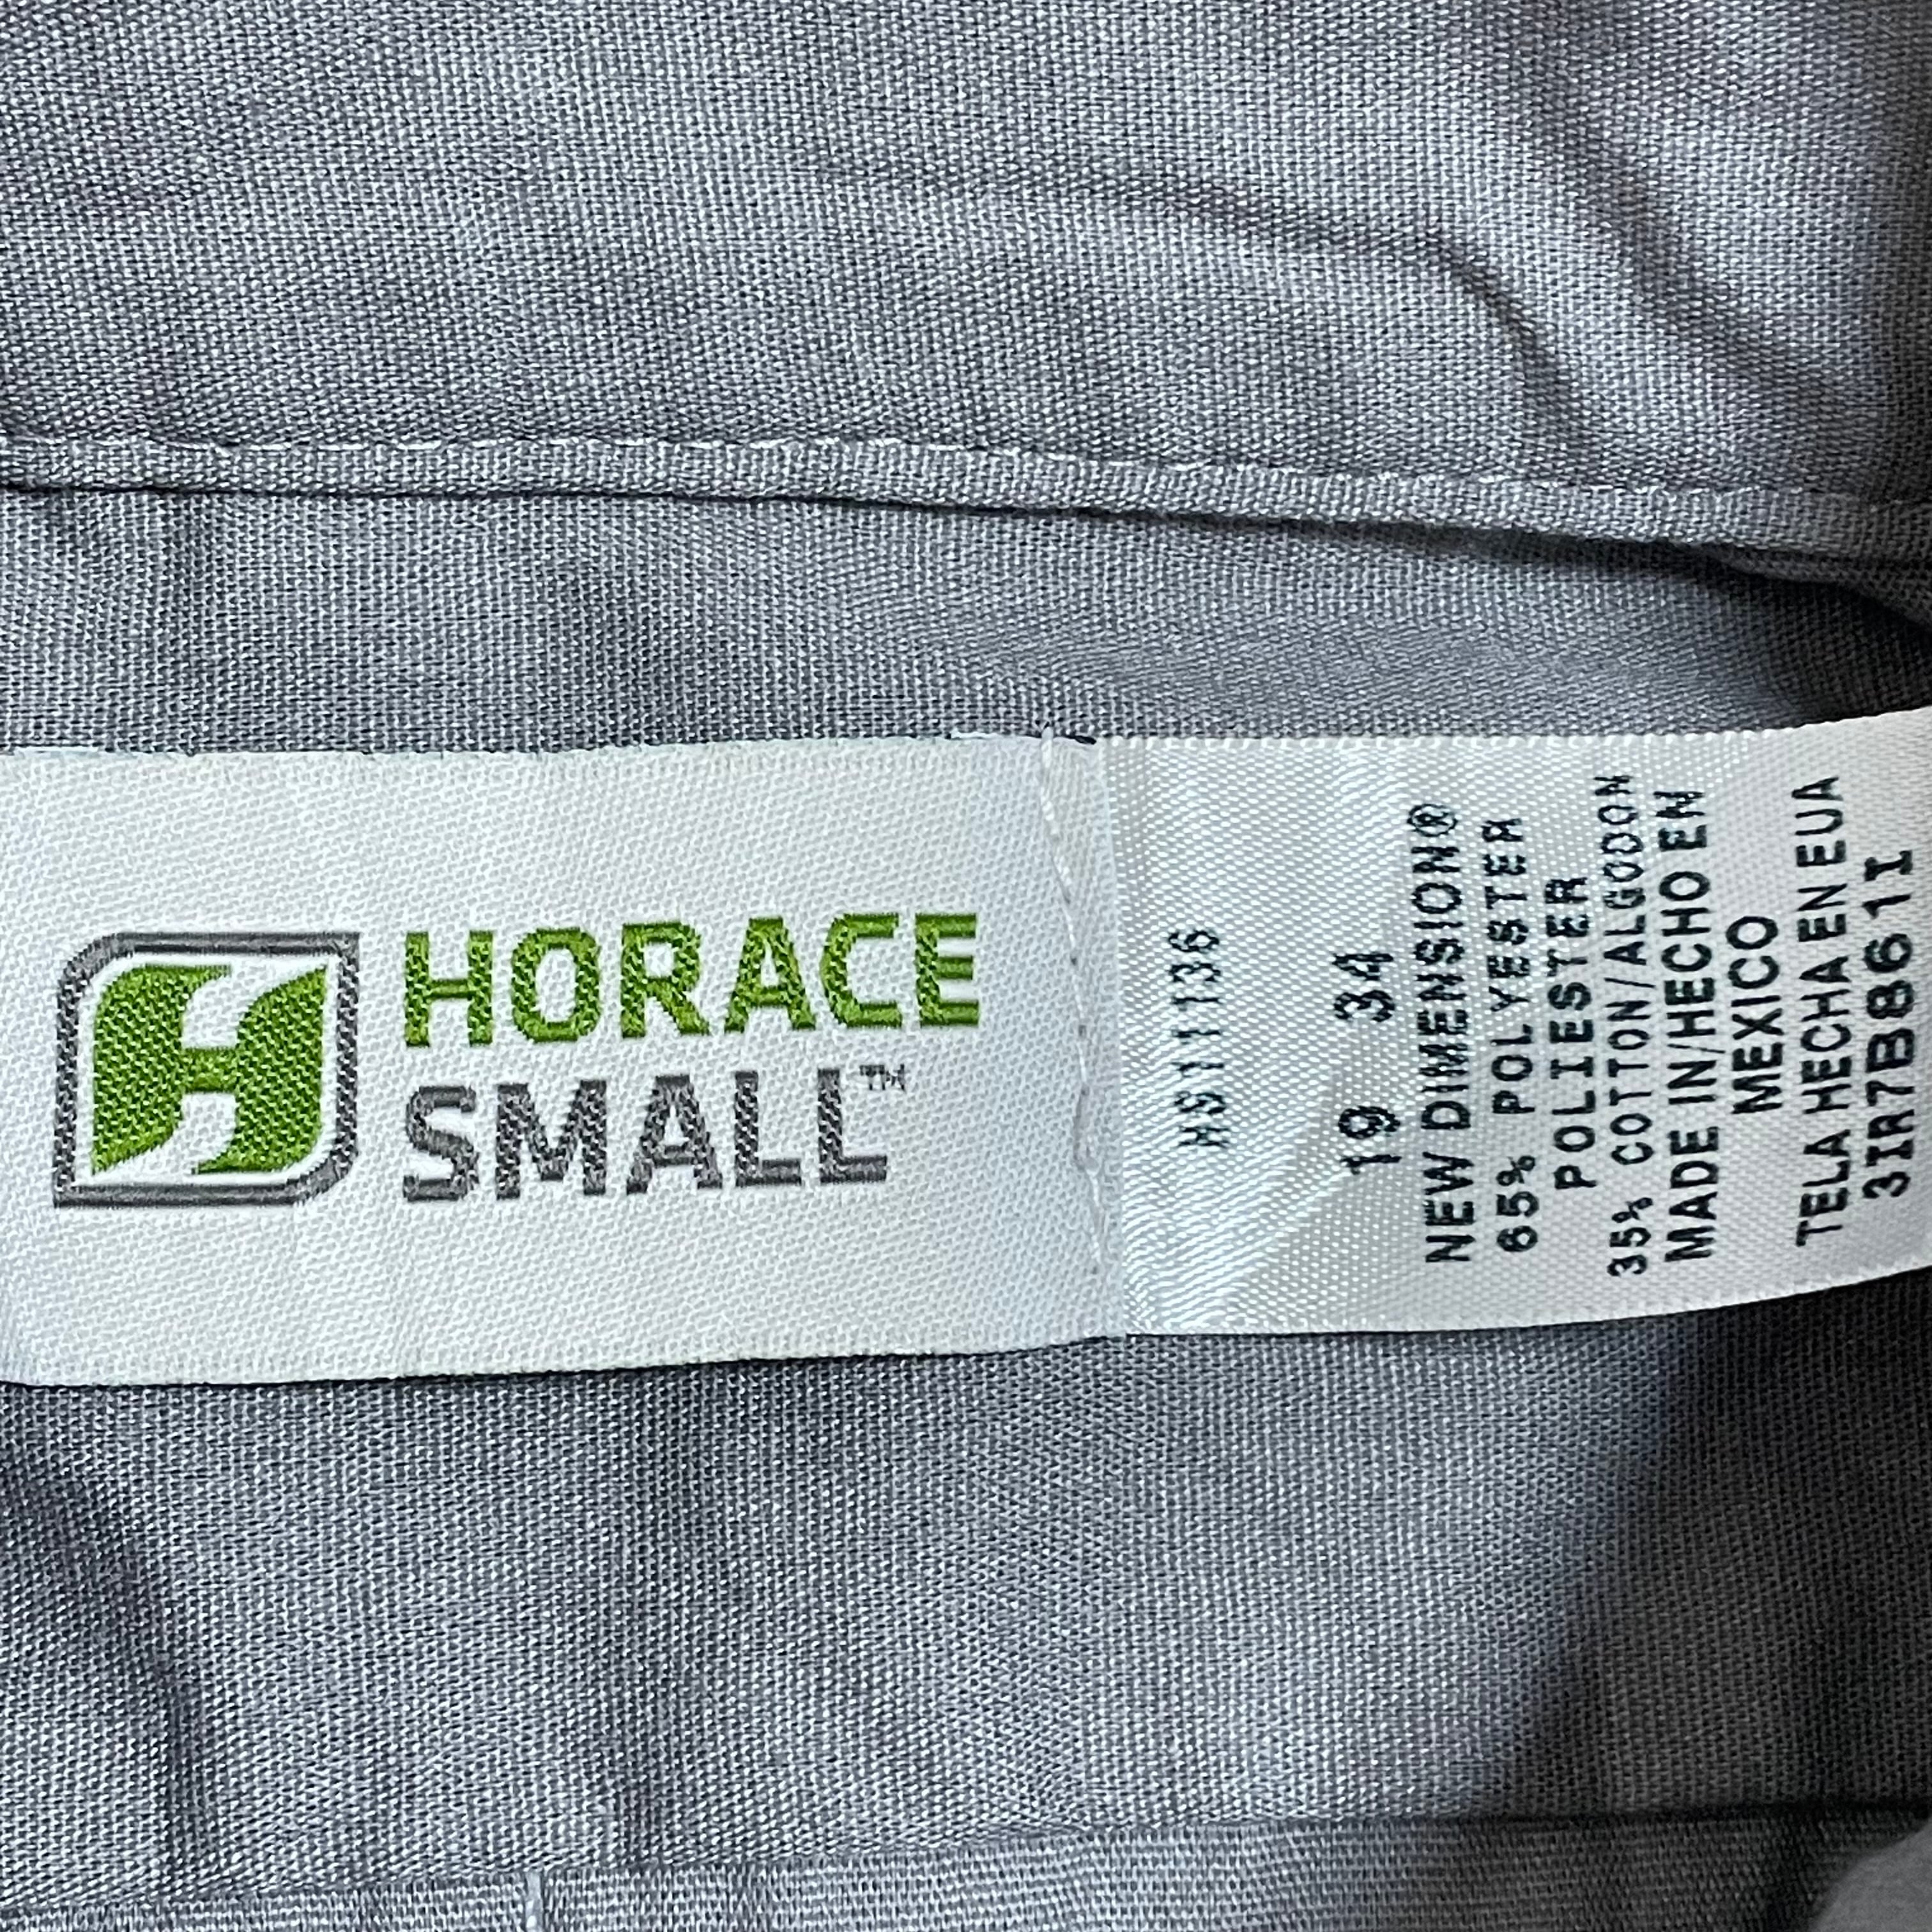 HORACE
SMALL™
HS11136
19 34
NEW DIMENSION®
65% POLYESTER
POLIESTER
35% COTTON/ALGODON
MADE IN/HECHO EN
MEXICO
TELA HECHA EN EUA
3IR7B861I